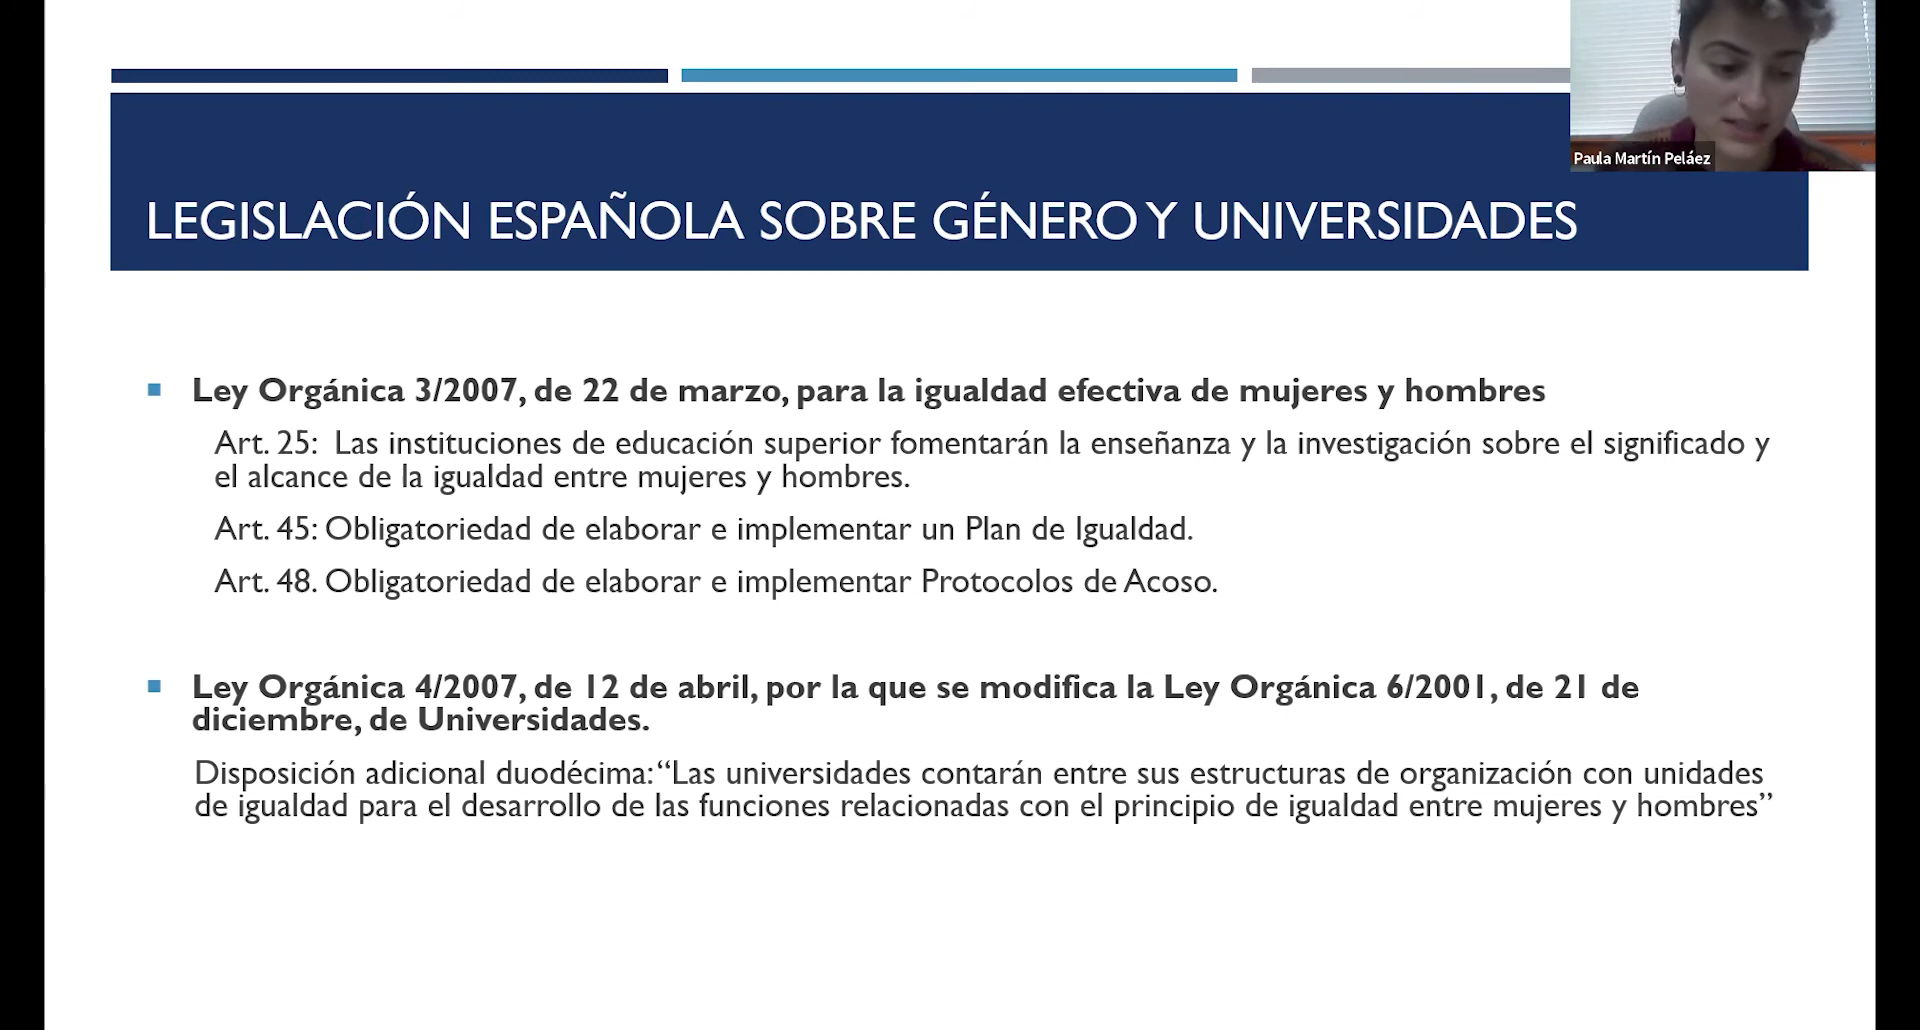 Paula Martín Peláez
LEGISLACIÓN ESPAÑOLA SOBRE GÉNERO Y UNIVERSIDADES
Ley Orgánica 3/2007, de 22 de marzo, para la igualdad efectiva de mujeres y hombres
Art. 25: Las instituciones de educación superior fomentarán la enseñanza y la investigación sobre el significado y
el alcance de la igualdad entre mujeres y hombres.
Art. 45: Obligatoriedad de elaborar e implementar un Plan de Igualdad.
Art. 48. Obligatoriedad de elaborar e implementar Protocolos de Acoso.
Ley Orgánica 4/2007, de 12 de abril, por la que se modifica la Ley Orgánica 6/2001, de 21 de
diciembre, de Universidades.
Disposición adicional duodécima: “Las universidades contarán entre sus estructuras de organización con unidades
de igualdad para el desarrollo de las funciones relacionadas con el principio de igualdad entre mujeres y hombres”